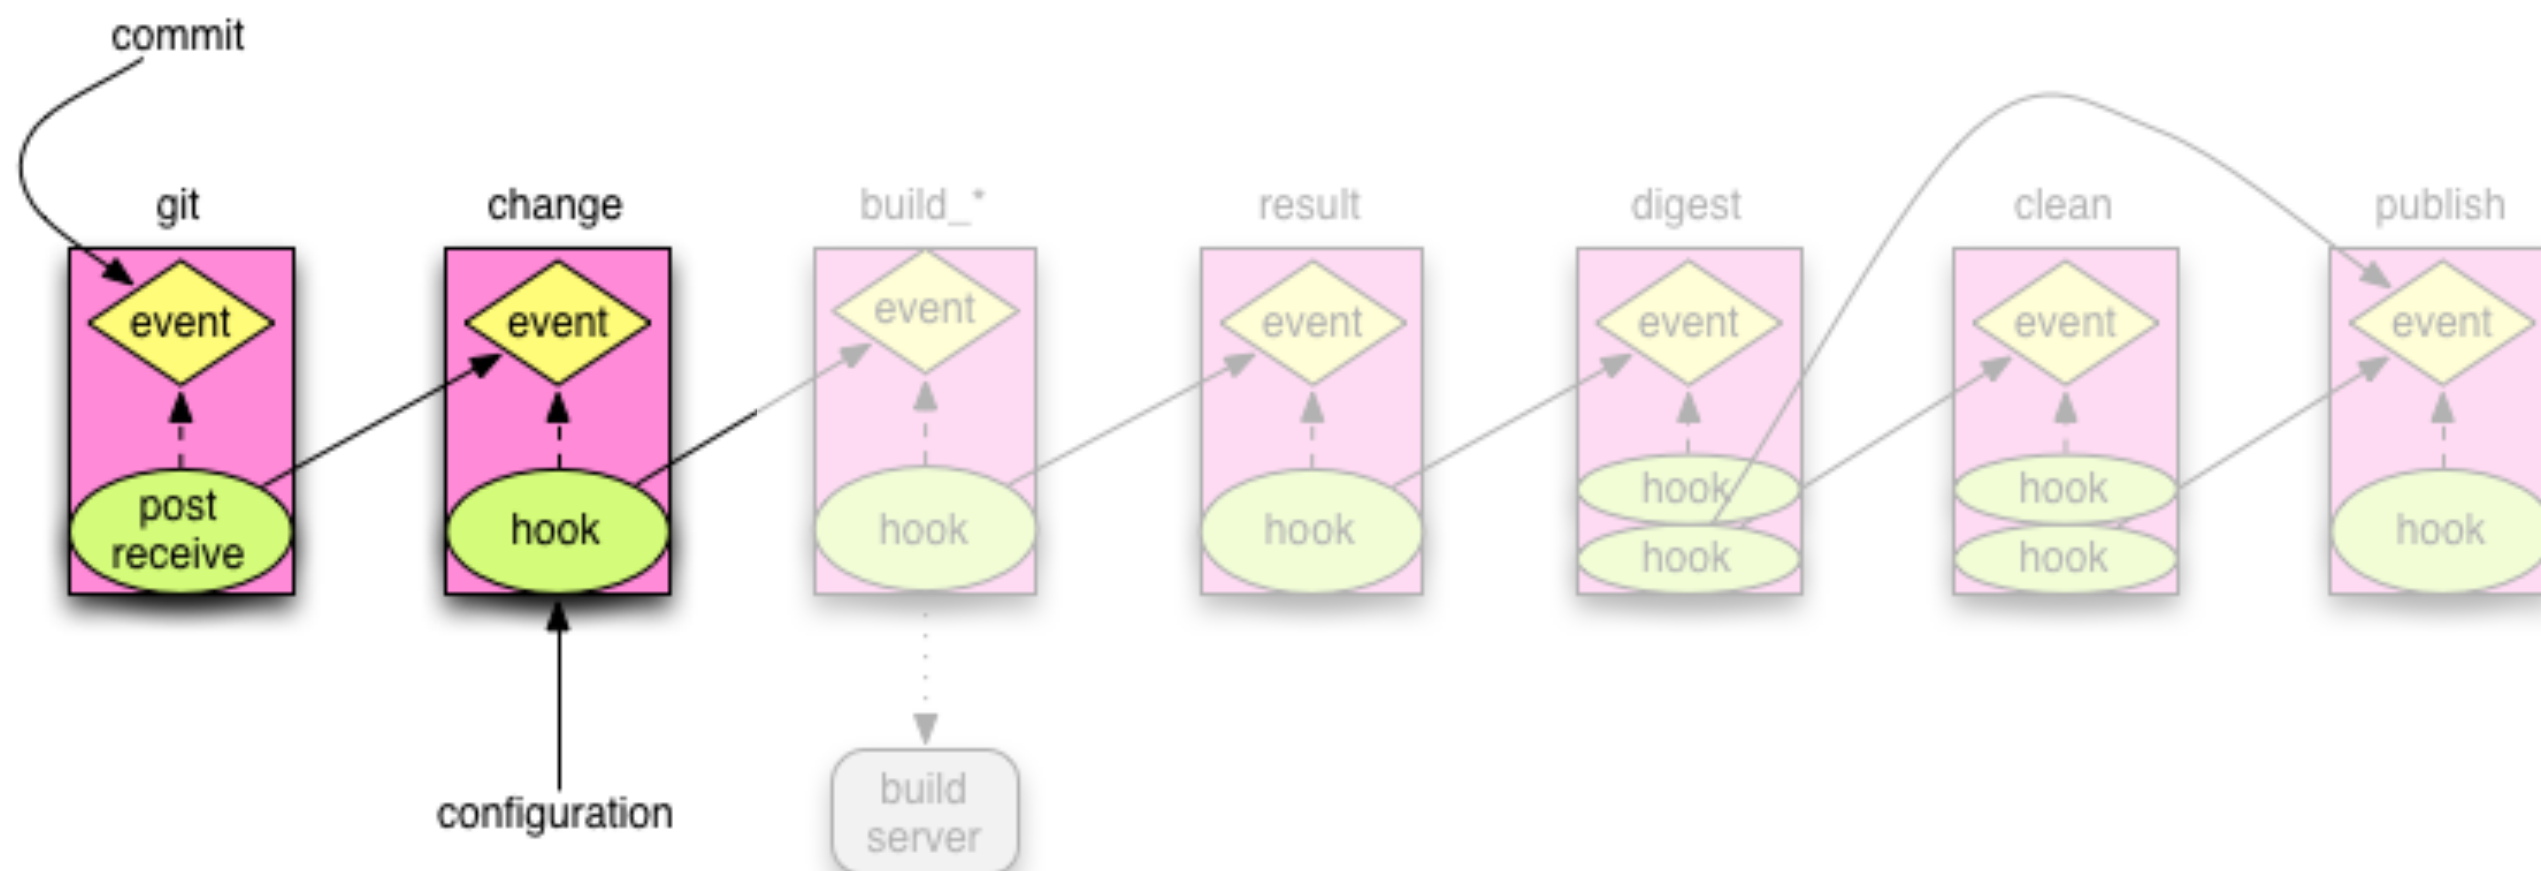 commit
git
change
build_*
result
digest
clean
publish
event
event
event
event
event
event
event
post
receive
hook
hook
hook
hook
hook
hook
hook
hook
configuration
build
server